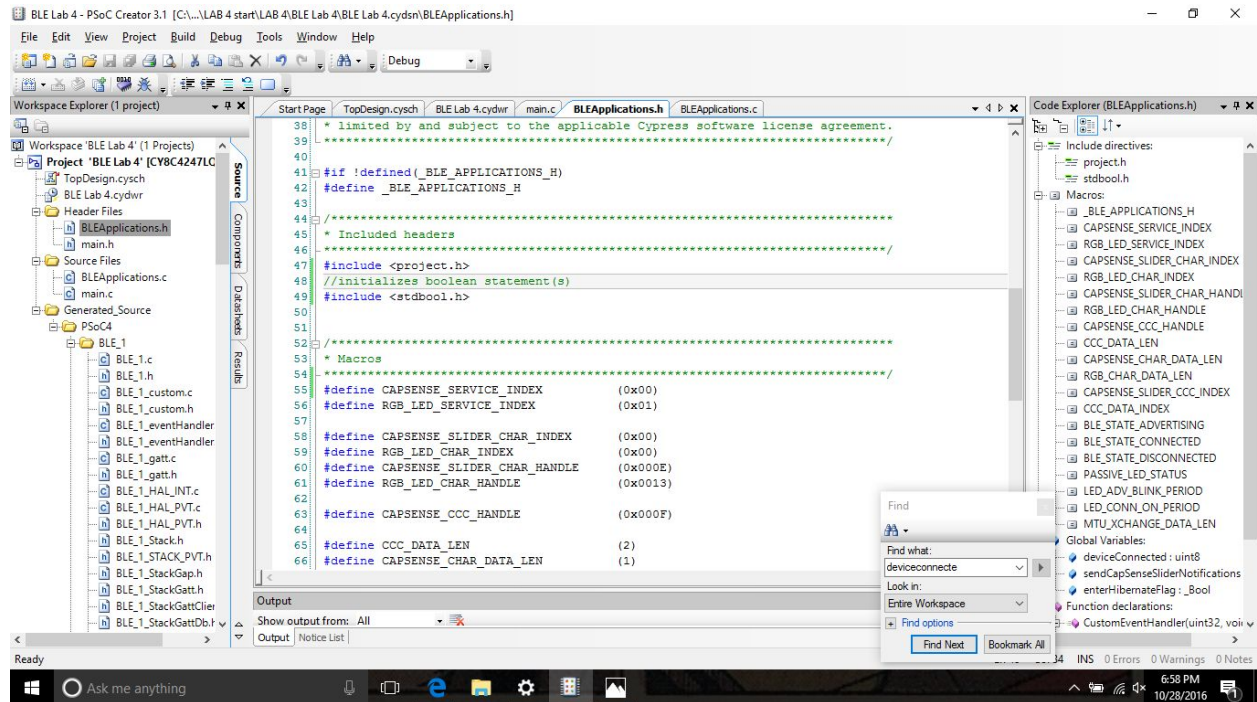 BLE Lab 4 - PSoC Creator 3.1 [C:\...\LAB 4 start\LAB 4\BLE Lab 4\BLE Lab 4.cydsn\BLEApplications.h]
File Edit View Project Build Debug Tools Window Help
Debug
Workspace Explorer (1 project)
Workspace 'BLE Lab 4' (1 Projects)
Project 'BLE Lab 4' [CY8C4247LQ
TopDesign.cysch
BLE Lab 4.cydwr
Header Files
BLEApplications.h
main.h
Source Files
BLEApplications.c
main.c
Generated_Source
PSoC4
BLE_1
BLE_1.c
BLE_1.h
BLE_1_custom.c
BLE_1_custom.h
BLE_1_eventHandler
BLE_1_eventHandler
BLE_1_gatt.c
BLE_1_gatt.h
BLE_1_HAL_INT.c
BLE_1_HAL_PVT.c
BLE_1_HAL_PVT.h
BLE_1_Stack.h
BLE_1_STACK_PVT.h
BLE_1_StackGap.h
BLE_1_StackGatt.h
BLE_1_StackGattClier
BLE_1_StackGattDb.h
Source
Components
Datasheets
Results
Start Page TopDesign.cysch BLE Lab 4.cydwr main.c BLEApplications.h BLEApplications.c
38 * limited by and subject to the applicable Cypress software license agreement.
39 *****************************************************************************/
40
41 #if !defined(_BLE_APPLICATIONS_H)
42 #define _BLE_APPLICATIONS_H
43
44 /*****************************************************************************
45 * Included headers
46 *****************************************************************************/
47 #include <project.h>
48 //initializes boolean statement(s)
49 #include <stdbool.h>
50
51
52 /*****************************************************************************
53 * Macros
54 *****************************************************************************/
55 #define CAPSENSE_SERVICE_INDEX (0x00)
56 #define RGB_LED_SERVICE_INDEX (0x01)
57
58 #define CAPSENSE_SLIDER_CHAR_INDEX (0x00)
59 #define RGB_LED_CHAR_INDEX (0x00)
60 #define CAPSENSE_SLIDER_CHAR_HANDLE (0x000E)
61 #define RGB_LED_CHAR_HANDLE (0x0013)
62
63 #define CAPSENSE_CCC_HANDLE (0x000F)
64
65 #define CCC_DATA_LEN (2)
66 #define CAPSENSE_CHAR_DATA_LEN (1)
Output
Show output from: All
Output Notice List
Code Explorer (BLEApplications.h)
Include directives:
project.h
stdbool.h
Macros:
_BLE_APPLICATIONS_H
CAPSENSE_SERVICE_INDEX
RGB_LED_SERVICE_INDEX
CAPSENSE_SLIDER_CHAR_INDEX
RGB_LED_CHAR_INDEX
CAPSENSE_SLIDER_CHAR_HANDL
RGB_LED_CHAR_HANDLE
CAPSENSE_CCC_HANDLE
CCC_DATA_LEN
CAPSENSE_CHAR_DATA_LEN
RGB_CHAR_DATA_LEN
CAPSENSE_SLIDER_CCC_INDEX
CCC_DATA_INDEX
BLE_STATE_ADVERTISING
BLE_STATE_CONNECTED
BLE_STATE_DISCONNECTED
PASSIVE_LED_STATUS
LED_ADV_BLINK_PERIOD
LED_CONN_ON_PERIOD
MTU_XCHANGE_DATA_LEN
Global Variables:
deviceConnected : uint8
sendCapSenseSliderNotifications
enterHibernateFlag : _Bool
Function declarations:
CustomEventHandler(uint32, voi
Find
Find what:
deviceconnecte
Look in:
Entire Workspace
Find options
Find Next Bookmark All
Ready
INS 0 Errors 0 Warnings 0 Notes
Ask me anything
6:58 PM
10/28/2016